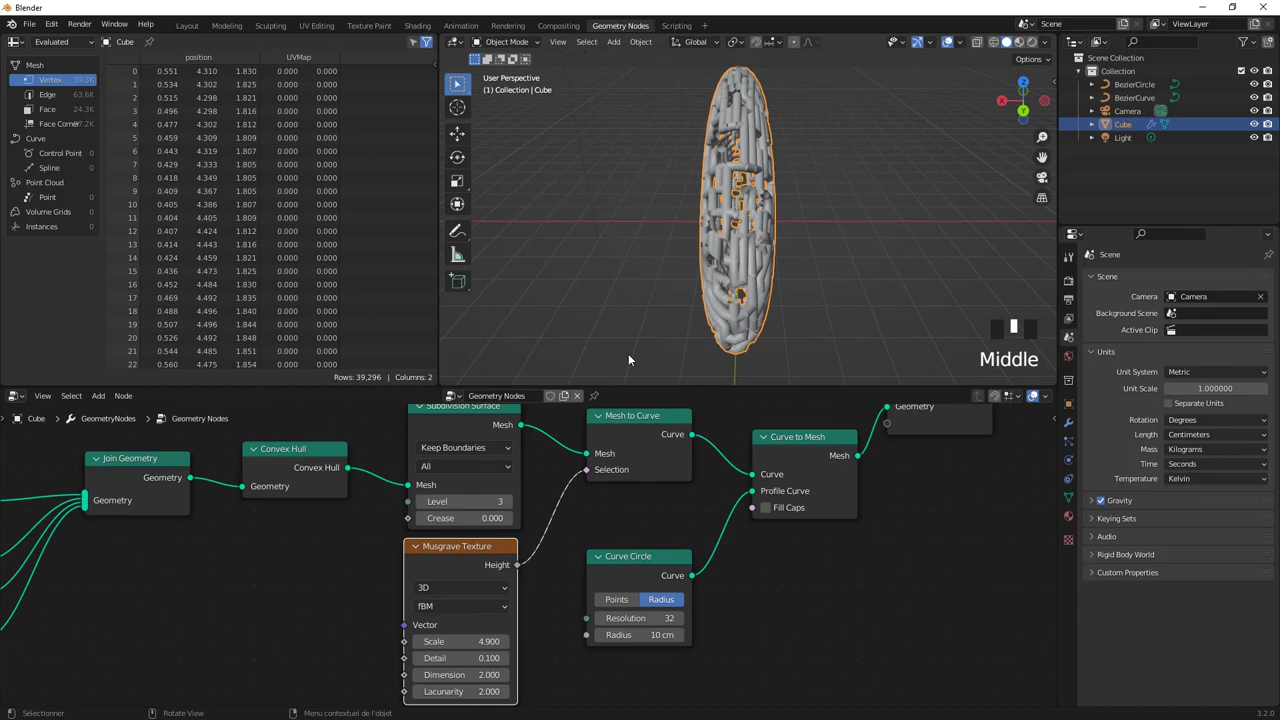 Blender
File Edit Render Window Help
Layout Modeling Sculpting UV Editing Texture Paint Shading Animation Rendering Compositing Geometry Nodes Scripting +
Scene ViewLayer
Evaluated Cube
Object Mode View Select Add Object Global
Options
Mesh
Vertex 39.3K
Edge 63.6K
Face 24.3K
Face Corner
Curve
Control Point 0
Spline 0
Point Cloud
Point 0
Volume Grids
Instances 0
position UVMap
0 0.551 4.310 1.830 0.000 0.000
1 0.534 4.302 1.825 0.000 0.000
2 0.515 4.298 1.821 0.000 0.000
3 0.496 4.298 1.816 0.000 0.000
4 0.477 4.302 1.812 0.000 0.000
5 0.459 4.309 1.809 0.000 0.000
6 0.443 4.319 1.807 0.000 0.000
7 0.429 4.333 1.805 0.000 0.000
8 0.418 4.349 1.805 0.000 0.000
9 0.409 4.367 1.805 0.000 0.000
10 0.405 4.386 1.807 0.000 0.000
11 0.404 4.405 1.809 0.000 0.000
12 0.407 4.424 1.812 0.000 0.000
13 0.414 4.443 1.816 0.000 0.000
14 0.424 4.459 1.821 0.000 0.000
15 0.436 4.473 1.825 0.000 0.000
16 0.452 4.484 1.830 0.000 0.000
17 0.469 4.492 1.835 0.000 0.000
18 0.488 4.496 1.840 0.000 0.000
19 0.507 4.496 1.844 0.000 0.000
20 0.526 4.492 1.848 0.000 0.000
21 0.544 4.485 1.851 0.000 0.000
22 0.560 4.475 1.854 0.000 0.000
Rows: 39,296 | Columns: 2
User Perspective
(1) Collection | Cube
Z
X
Y
Middle
Scene Collection
Collection
BezierCircle
BezierCurve
Camera
Cube
Light
Scene
Scene
Camera Camera
Background Scene
Active Clip
Units
Unit System Metric
Unit Scale 1.000000
Separate Units
Rotation Degrees
Length Centimeters
Mass Kilograms
Time Seconds
Temperature Kelvin
Gravity
Keying Sets
Audio
Rigid Body World
Custom Properties
View Select Add Node Geometry Nodes
Cube GeometryNodes Geometry Nodes
Join Geometry
Geometry
Geometry
Convex Hull
Convex Hull
Geometry
Subdivision Surface
Mesh
Keep Boundaries
All
Mesh
Level 3
Crease 0.000
Musgrave Texture
Height
3D
fBM
Vector
Scale 4.900
Detail 0.100
Dimension 2.000
Lacunarity 2.000
Mesh to Curve
Curve
Mesh
Selection
Curve Circle
Curve
Points Radius
Resolution 32
Radius 10 cm
Curve to Mesh
Mesh
Curve
Profile Curve
Fill Caps
Geometry
Sélectionner Rotate View Menu contextuel de l'objet 3.2.0